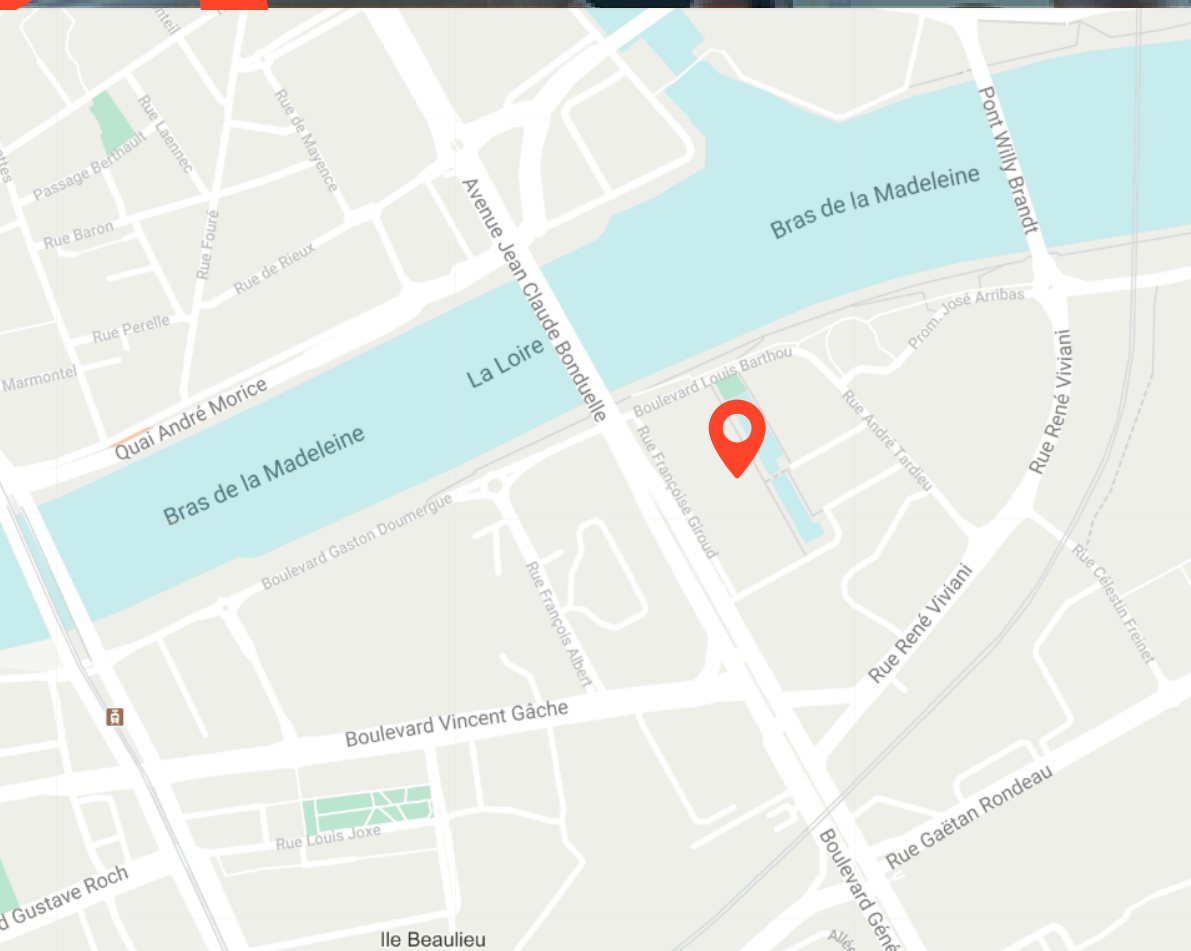 Rue Laennec
Rue de Mayence
Passage Berthault
Rue Baron
Rue Fouré
Rue de Rieux
Rue Perelle
Marmontel
Quai André Morice
Avenue Jean Claude Bonduelle
Pont Willy Brandt
Bras de la Madeleine
La Loire
Bras de la Madeleine
Prom. José Arribas
Boulevard Louis Barthou
Rue René Viviani
Rue André Tardieu
Rue Françoise Giroud
Boulevard Gaston Doumergue
Rue François Albert
Rue Célestin Freinet
Rue René Viviani
Boulevard Vincent Gâche
Rue Louis Joxe
Rue Gaëtan Rondeau
Boulevard Géné
d Gustave Roch
Ile Beaulieu
Allée